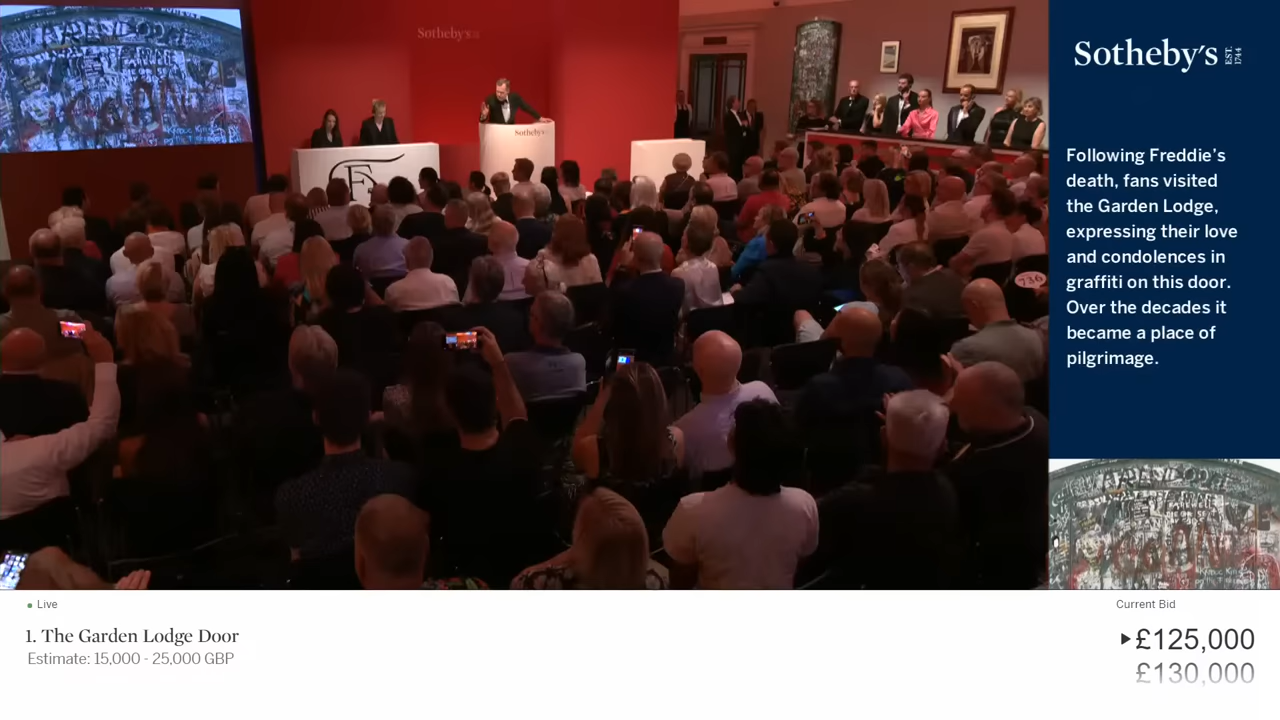 Sotheby's
Sotheby's EST. 1744
Sotheby's
Following Freddie's
death, fans visited
the Garden Lodge,
expressing their love
and condolences in
graffiti on this door.
Over the decades it
became a place of
pilgrimage.
736
Live
1. The Garden Lodge Door
Estimate: 15,000 - 25,000 GBP
Current Bid
£125,000
£130,000